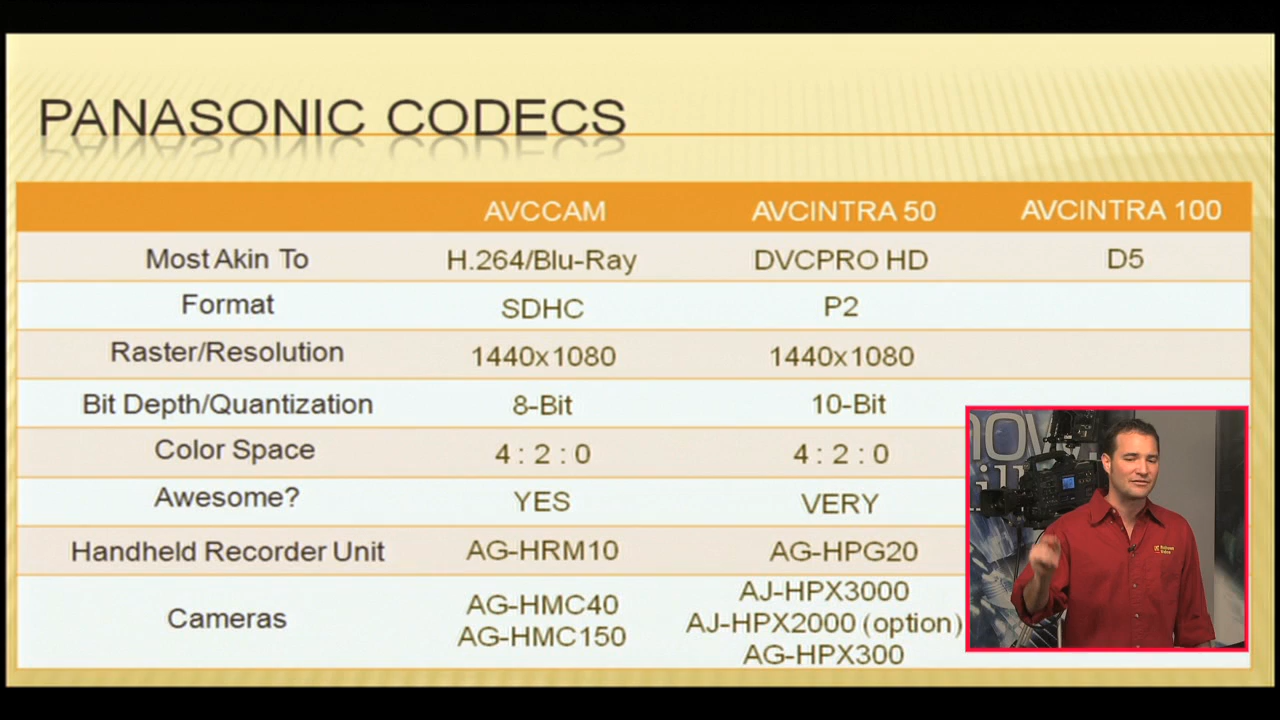 PANASONIC CODECS
AVCCAM AVCINTRA 50 AVCINTRA 100
Most Akin To H.264/Blu-Ray DVCPRO HD D5
Format SDHC P2
Raster/Resolution 1440x1080 1440x1080
Bit Depth/Quantization 8-Bit 10-Bit
Color Space 4 : 2 : 0 4 : 2 : 0
Awesome? YES VERY
Handheld Recorder Unit AG-HRM10 AG-HPG20
Cameras AG-HMC40 AG-HMC150 AJ-HPX3000 AJ-HPX2000 (option) AG-HPX300